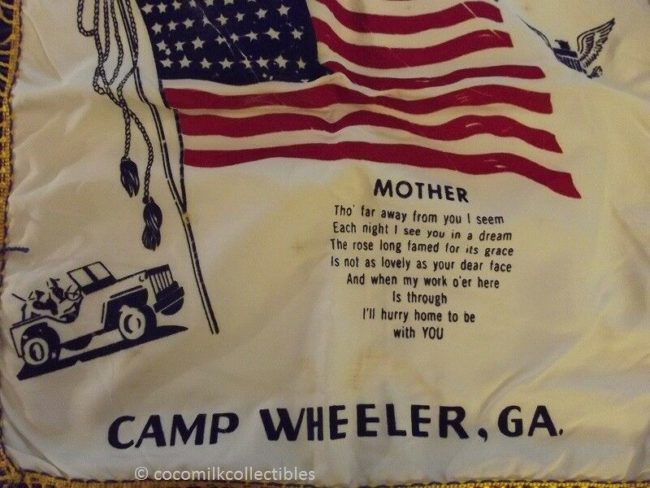 MOTHER
Tho' far away from you I seem
Each night I see you in a dream
The rose long famed for its grace
Is not as lovely as your dear face
And when my work o'er here
Is through
I'll hurry home to be
with YOU
CAMP WHEELER, GA.
© cocomilkcollectibles